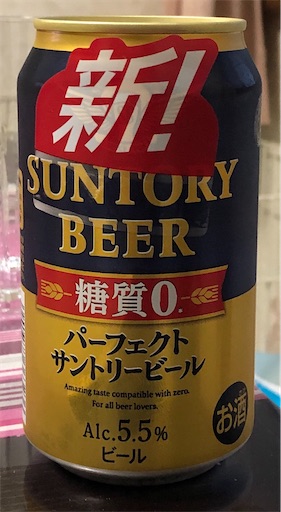 新!
SUNTORY
BEER
糖質0.
パーフェクト
サントリービール
Amazing taste compatible with zero.
For all beer lovers.
Alc.5.5%
ビール
お酒